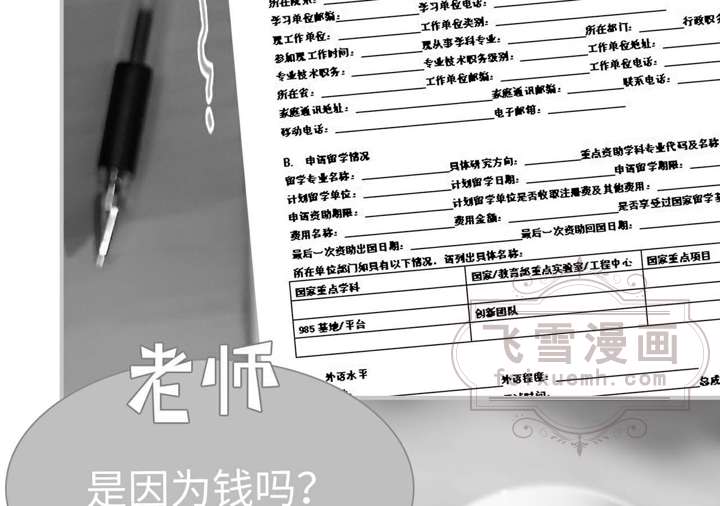 学习单位邮编： 学习单位电话：
现工作单位： 工作单位类别：
参加现工作时间： 现从事学科专业： 所在部门： 行政职务
专业技术职务： 专业技术职务级别： 工作单位地址：
所在省： 工作单位邮编： 工作单位电话：
家庭通讯地址： 家庭通讯邮编： 联系电话：
移动电话： 电子邮箱：
B. 申请留学情况
留学专业名称： 具体研究方向： 重点资助学科专业代码及名称
计划留学单位： 计划留学日期： 申请留学期限：
申请资助期限： 计划留学单位是否收取注册费及其他费用：
费用名称： 费用金额： 是否享受过国家留学基
最后一次资助出国日期： 最后一次资助回国日期：
所在单位部门如具有以下情况，请列出具体名称：
国家重点学科 国家/教育部重点实验室/工程中心 国家重点项目
985 基地/平台 创新团队
外语水平 外语程度：
飞雪漫画
feixuemh.com
老师
是因为钱吗？